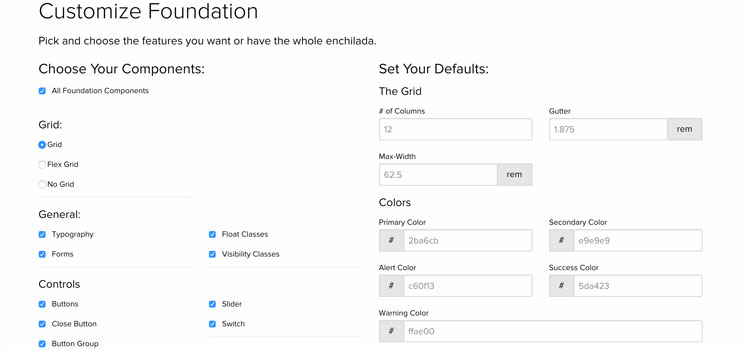 Customize Foundation
Pick and choose the features you want or have the whole enchilada.
Choose Your Components:
All Foundation Components
Grid:
Grid
Flex Grid
No Grid
General:
Typography
Float Classes
Forms
Visibility Classes
Controls
Buttons
Slider
Close Button
Switch
Button Group
Set Your Defaults:
The Grid
# of Columns
Gutter
12
1.875 rem
Max-Width
62.5 rem
Colors
Primary Color
Secondary Color
# 2ba6cb
# e9e9e9
Alert Color
Success Color
# c60f13
# 5da423
Warning Color
# ffae00